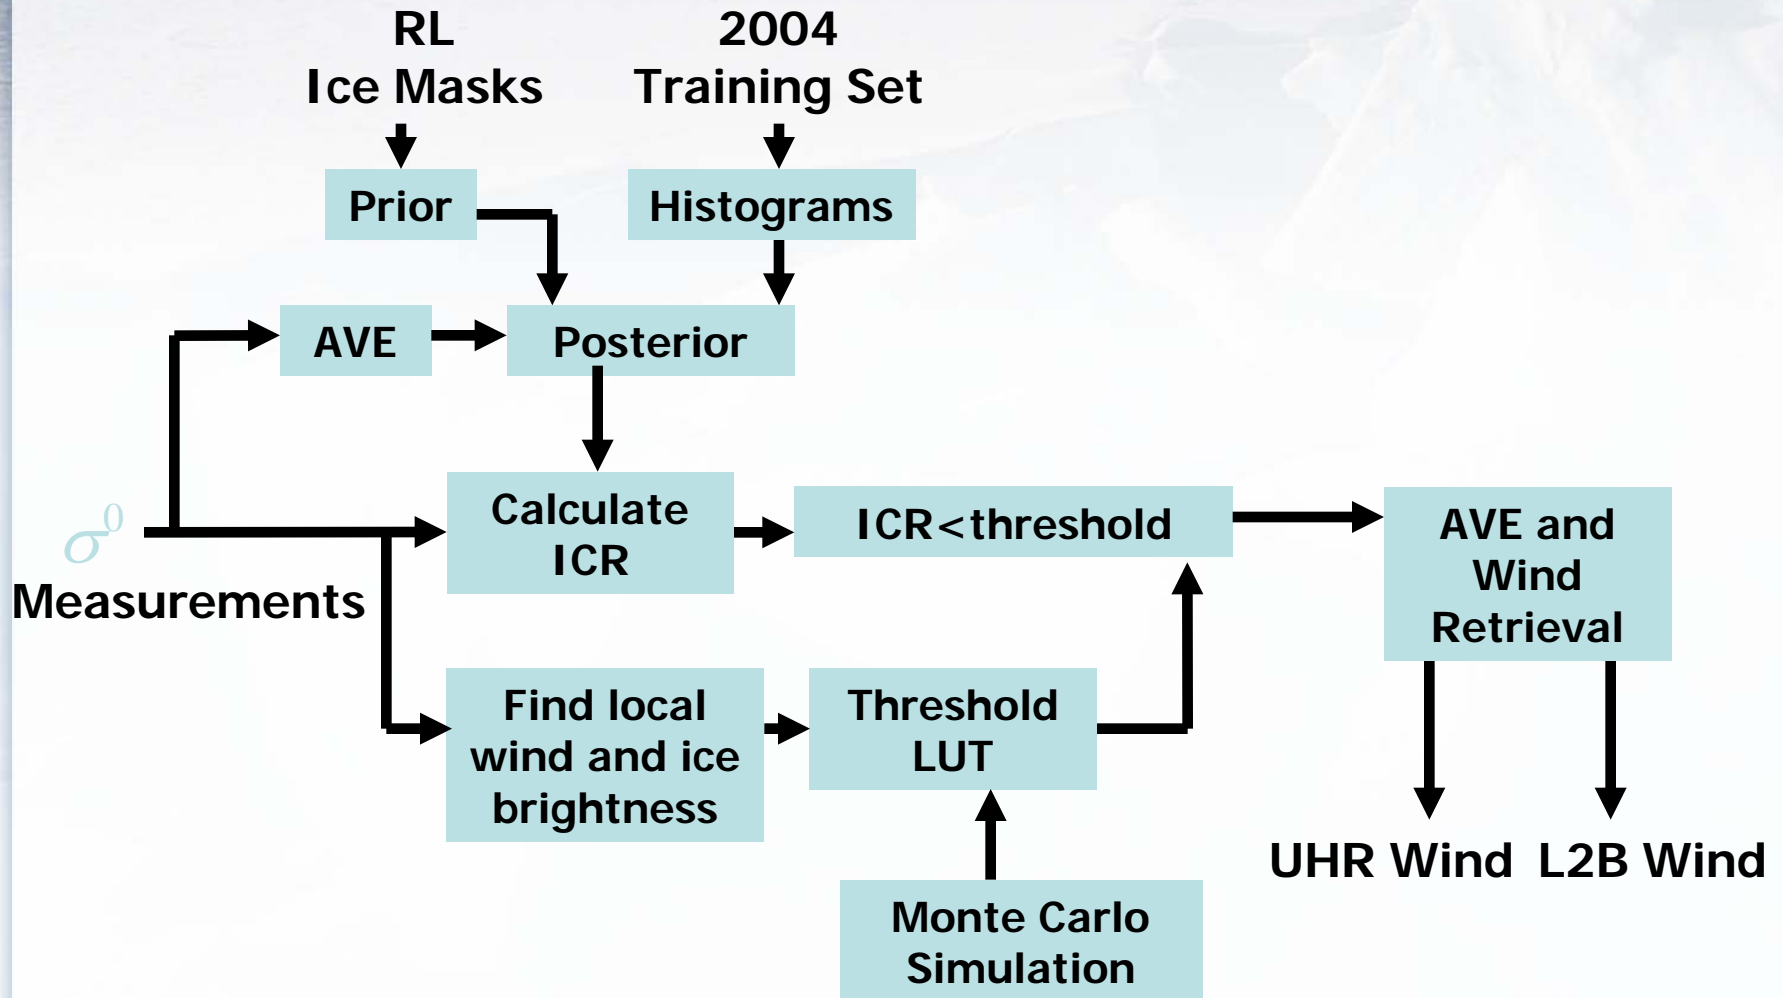 RL
Ice Masks
2004
Training Set
Prior
Histograms
AVE
Posterior
σ⁰
Measurements
Calculate
ICR
ICR<threshold
AVE and
Wind
Retrieval
Find local
wind and ice
brightness
Threshold
LUT
UHR Wind
L2B Wind
Monte Carlo
Simulation